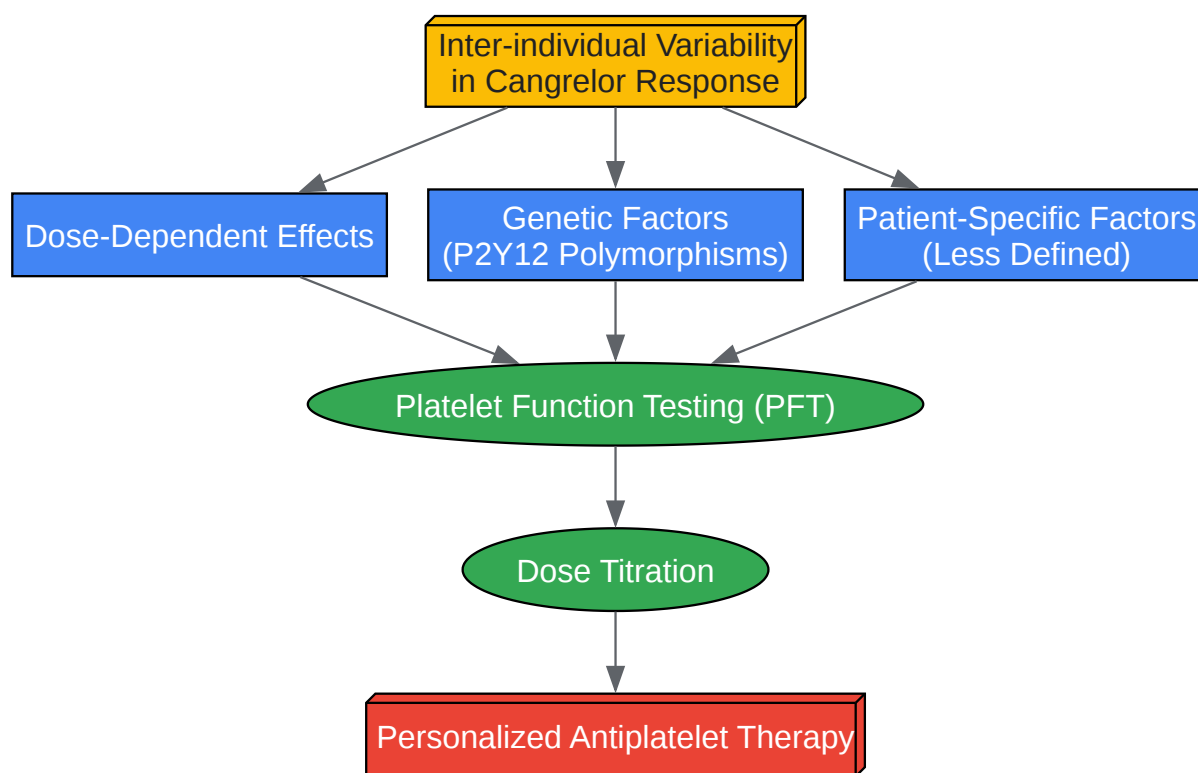 Inter-individual Variability
in Cangrelor Response
Dose-Dependent Effects
Genetic Factors
(P2Y12 Polymorphisms)
Patient-Specific Factors
(Less Defined)
Platelet Function Testing (PFT)
Dose Titration
Personalized Antiplatelet Therapy